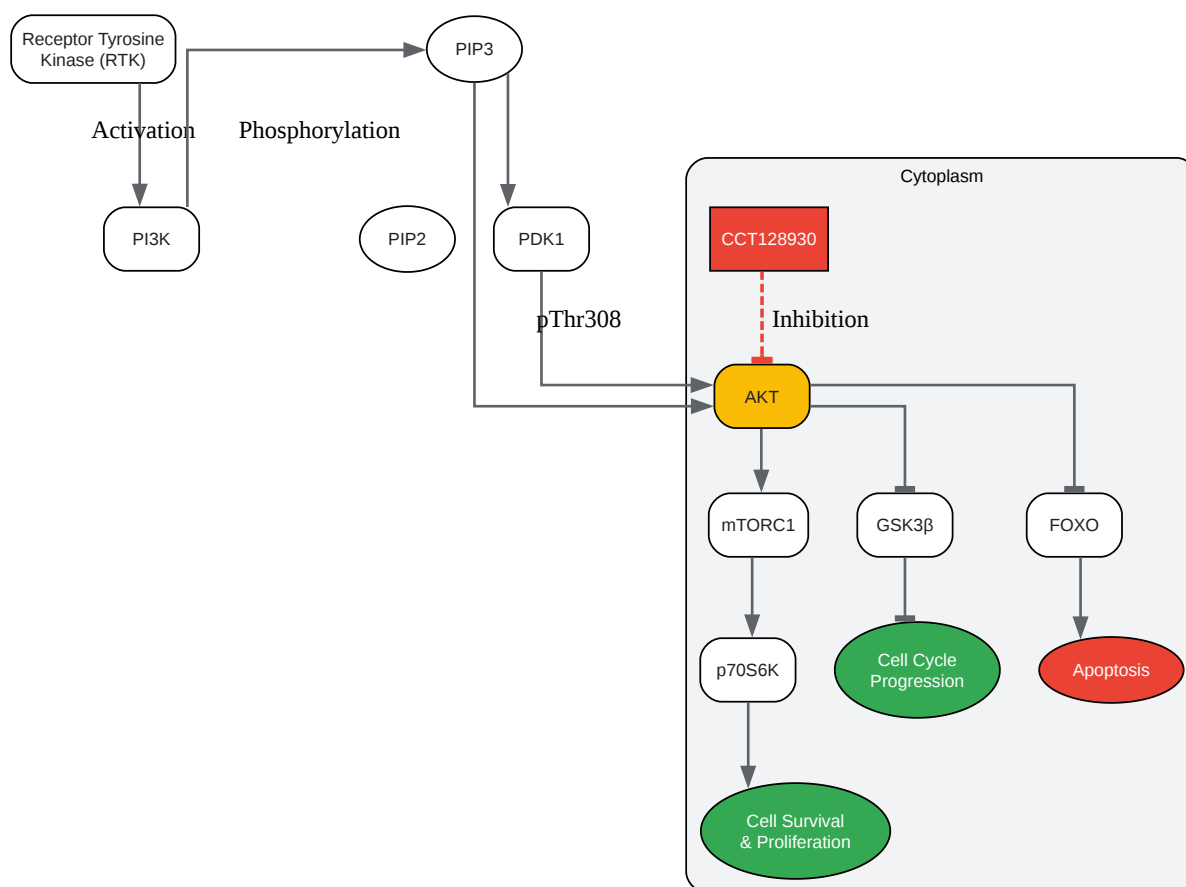 Receptor Tyrosine
Kinase (RTK)
PIP3
Activation
Phosphorylation
Cytoplasm
PI3K
PIP2
PDK1
CCT128930
pThr308
Inhibition
AKT
mTORC1
GSK3β
FOXO
p70S6K
Cell Cycle
Progression
Apoptosis
Cell Survival
& Proliferation